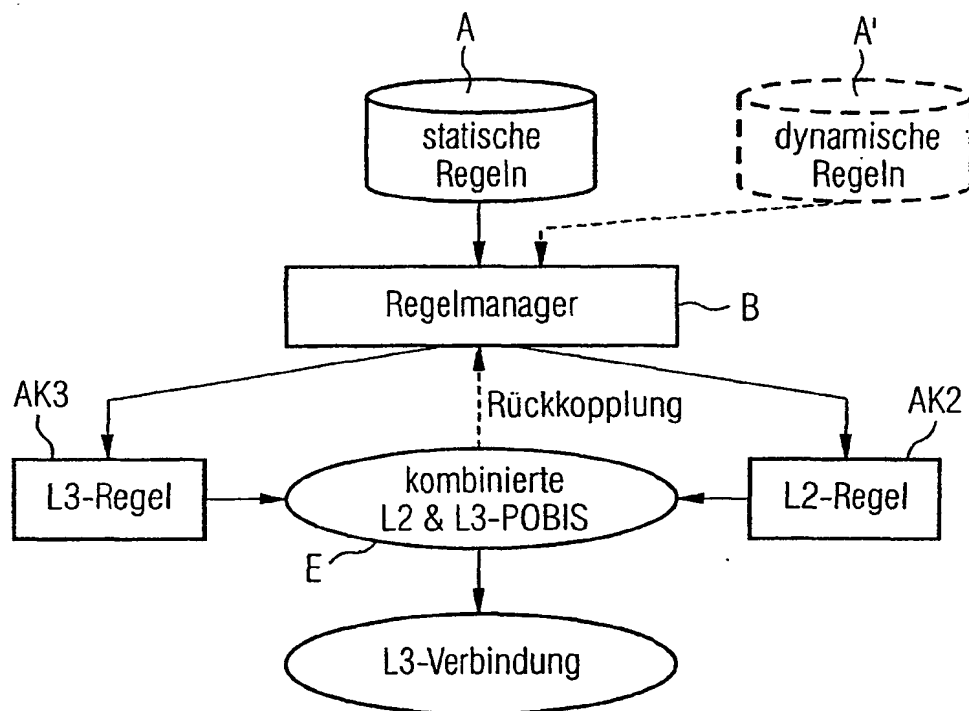 A
A'
statische
Regeln
dynamische
Regeln
Regelmanager
B
AK3
Rückkopplung
AK2
L3-Regel
kombinierte
L2 & L3-POBIS
L2-Regel
E
L3-Verbindung